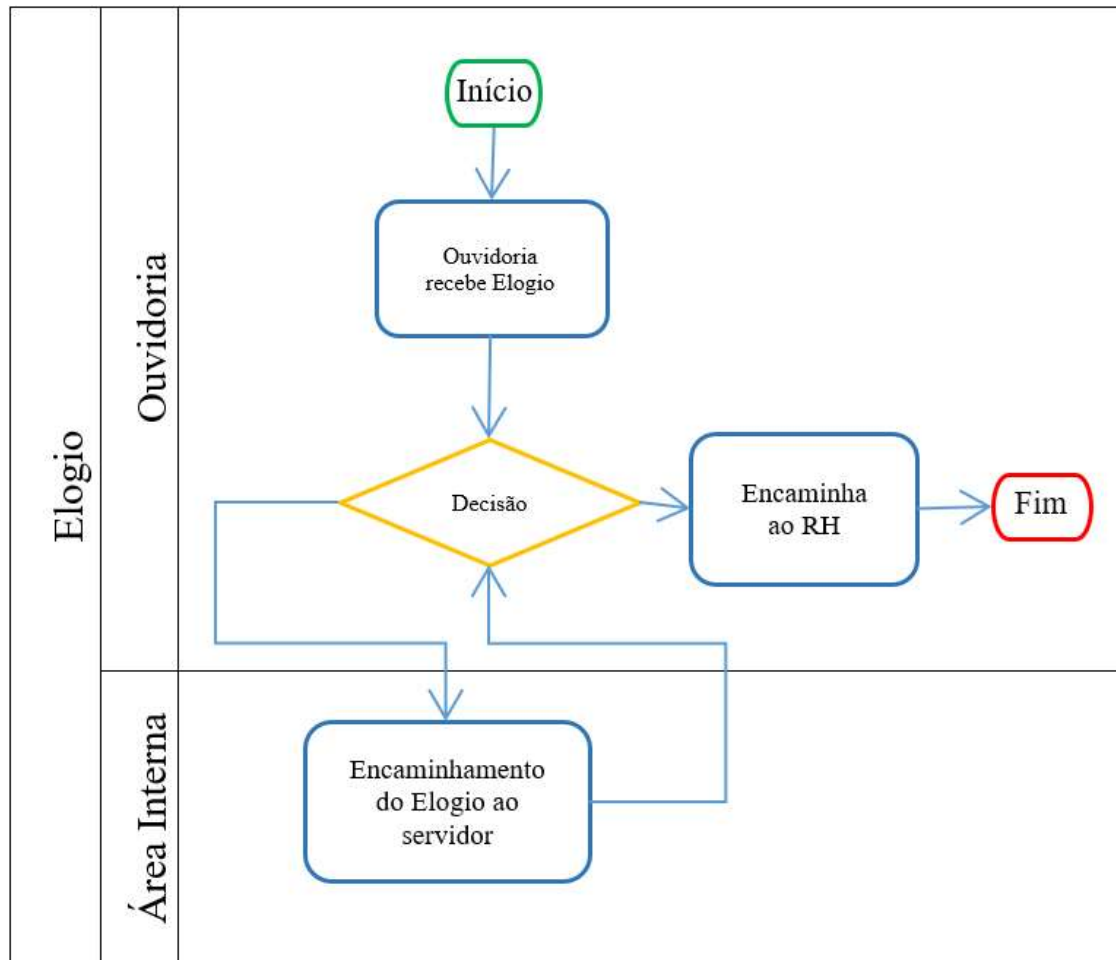 Elogio
Ouvidoria
Início
Ouvidoria
recebe Elogio
Decisão
Encaminha
ao RH
Fim
Área Interna
Encaminhamento
do Elogio ao
servidor